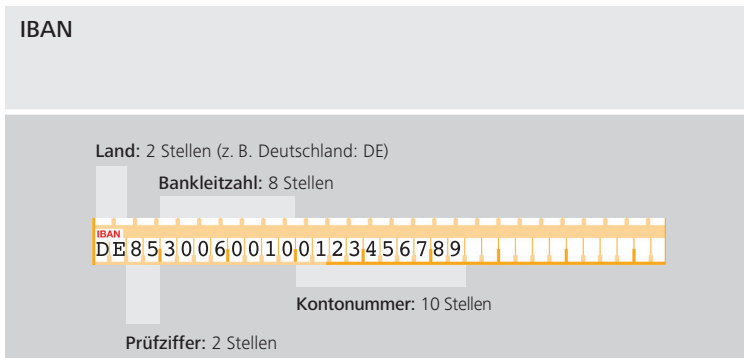 IBAN
Land: 2 Stellen (z. B. Deutschland: DE)
Bankleitzahl: 8 Stellen
IBAN
DE85300600100123456789
Kontonummer: 10 Stellen
Prüfziffer: 2 Stellen